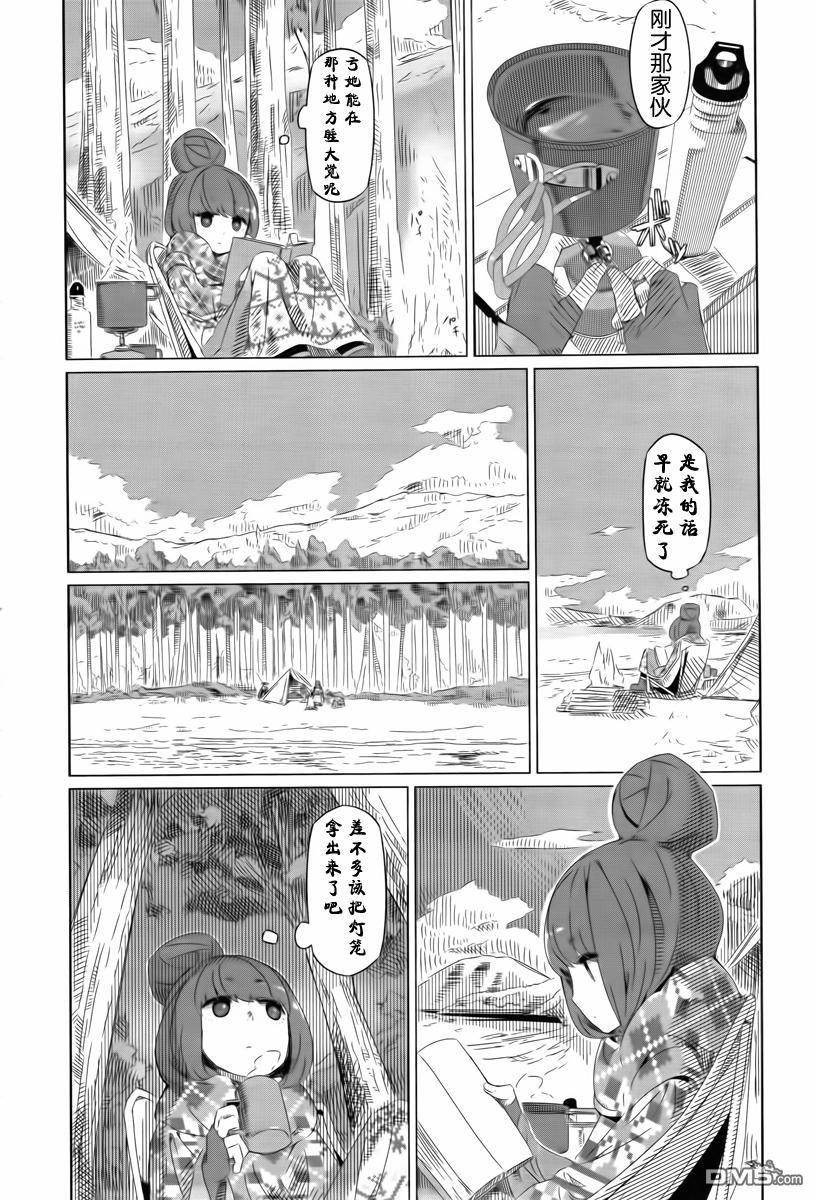 刚才那家伙
亏她能在
那种地方睡大觉呢
是我的话
早就冻死了
差不多该把灯笼
拿出来了吧
DM5.com